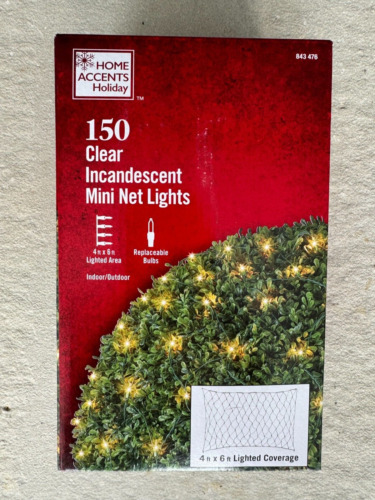 HOME
ACCENTS
Holiday
TM
843 476
150
Clear
Incandescent
Mini Net Lights
4 ft x 6 ft
Lighted Area
Replaceable
Bulbs
Indoor/Outdoor
4 ft x 6 ft Lighted Coverage